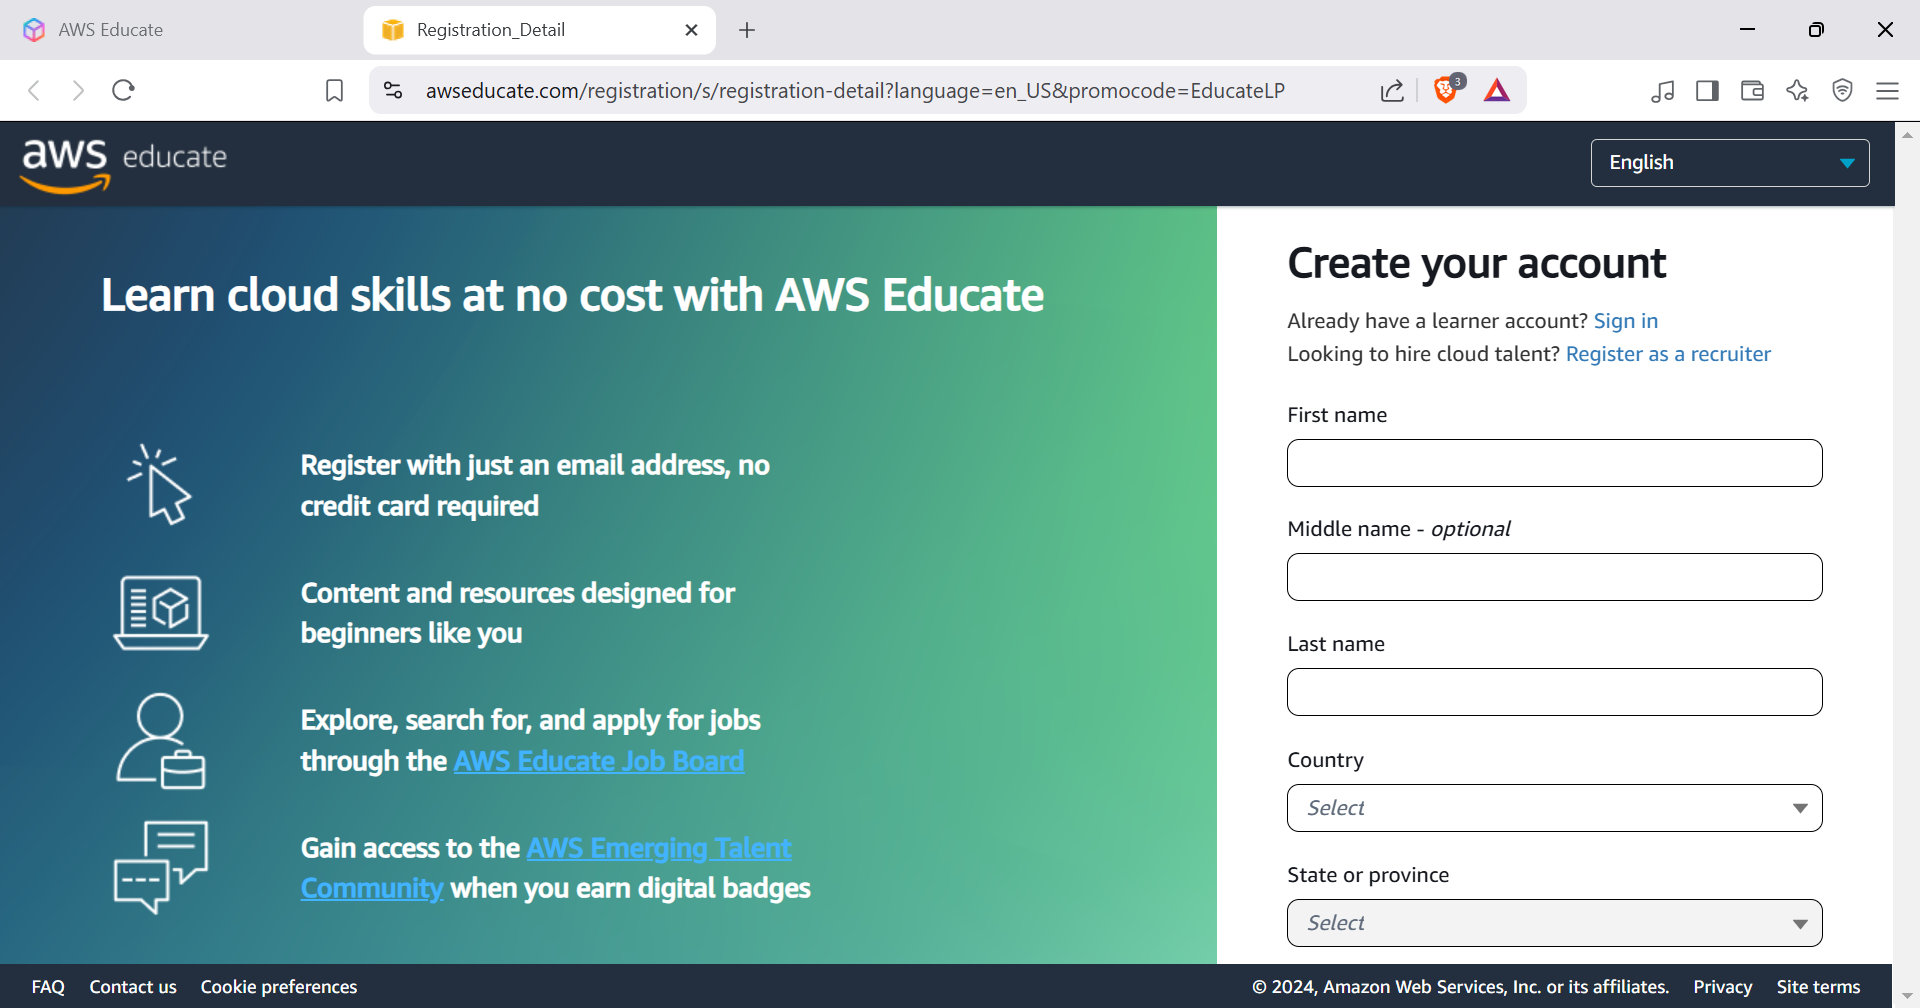 AWS Educate
Registration_Detail
awseducate.com/registration/s/registration-detail?language=en_US&promocode=EducateLP
3
aws educate
English
Learn cloud skills at no cost with AWS Educate
Register with just an email address, no
credit card required
Content and resources designed for
beginners like you
Explore, search for, and apply for jobs
through the AWS Educate Job Board
Gain access to the AWS Emerging Talent
Community when you earn digital badges
Create your account
Already have a learner account? Sign in
Looking to hire cloud talent? Register as a recruiter
First name
Middle name - optional
Last name
Country
Select
State or province
Select
FAQ Contact us Cookie preferences
© 2024, Amazon Web Services, Inc. or its affiliates. Privacy Site terms